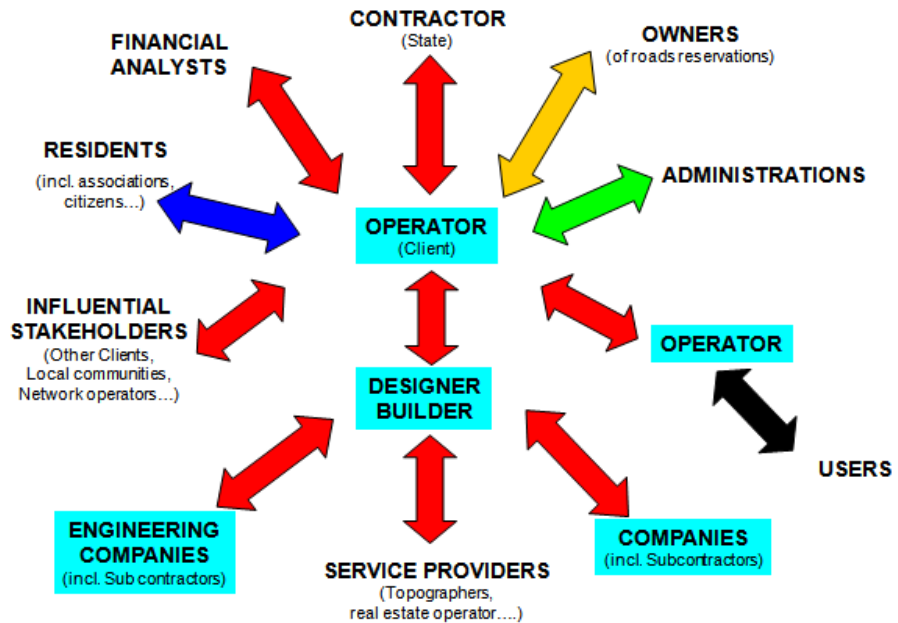 CONTRACTOR
(State)
FINANCIAL
ANALYSTS
OWNERS
(of roads reservations)
RESIDENTS
(incl. associations,
citizens...)
ADMINISTRATIONS
OPERATOR
(Client)
INFLUENTIAL
STAKEHOLDERS
(Other Clients,
Local communities,
Network operators...)
OPERATOR
DESIGNER
BUILDER
USERS
ENGINEERING
COMPANIES
(incl. Sub contractors)
SERVICE PROVIDERS
(Topographers,
real estate operator....)
COMPANIES
(incl. Subcontractors)